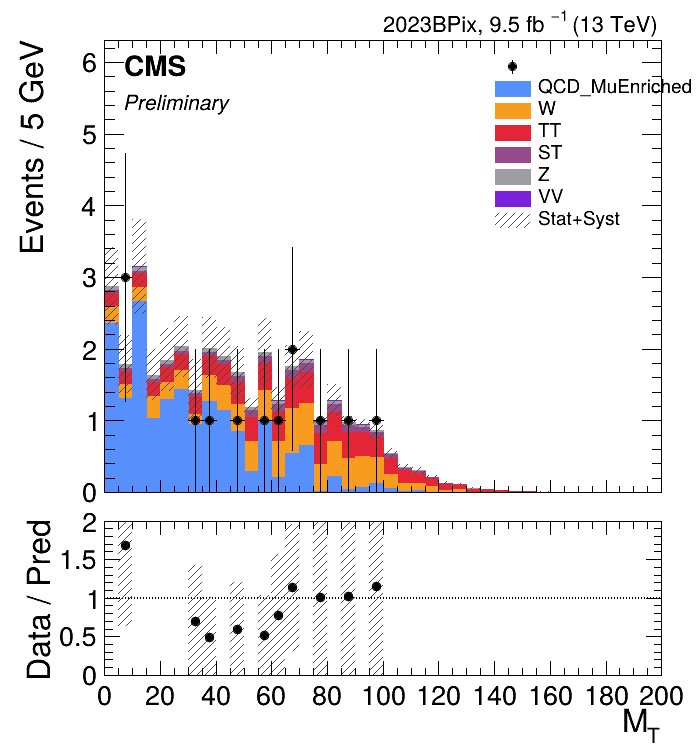 2023BPix, 9.5 fb⁻¹ (13 TeV)
CMS
Preliminary
QCD_MuEnriched
W
TT
ST
Z
VV
Stat+Syst
Events / 5 GeV
6
5
4
3
2
1
0
Data / Pred
2
1.5
1
0.5
0
0 20 40 60 80 100 120 140 160 180 200
M_T